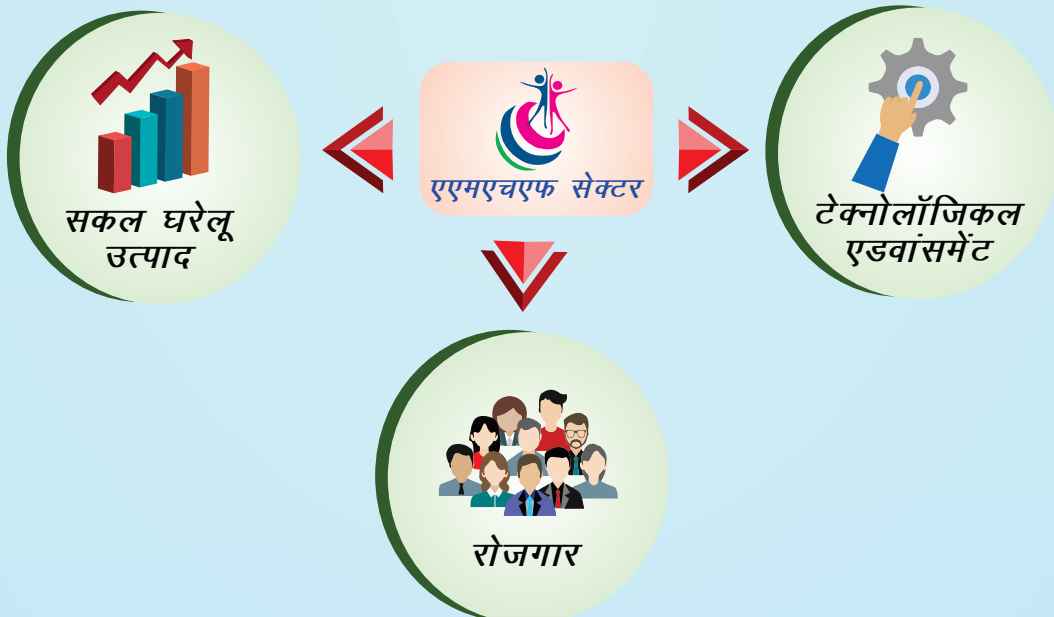 एएमएचएफ सेक्टर
सकल घरेलू
उत्पाद
टेक्नोलॉजिकल
एडवांसमेंट
रोजगार